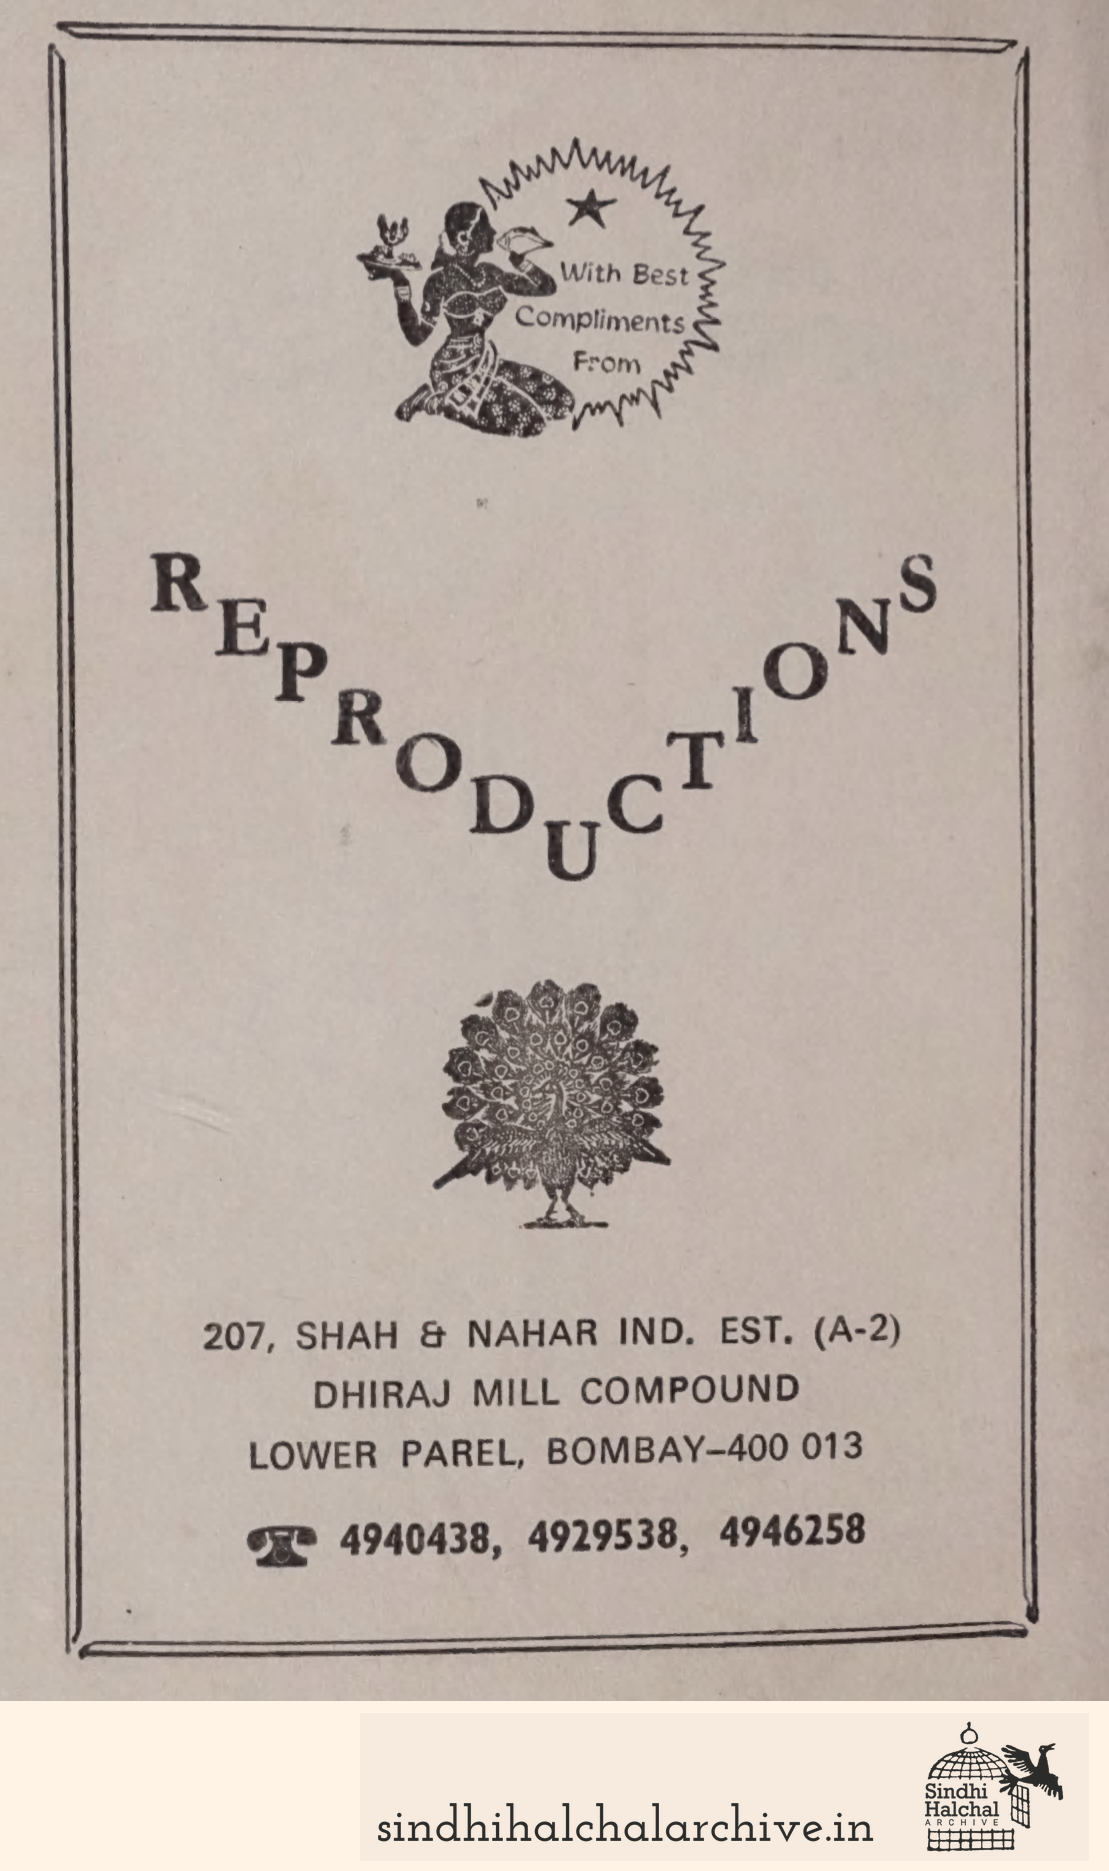 With Best
Compliments
From
REPRODUCTIONS
207, SHAH & NAHAR IND. EST. (A-2)
DHIRAJ MILL COMPOUND
LOWER PAREL, BOMBAY–400 013
4940438, 4929538, 4946258
sindhihalchalarchive.in
Sindhi
Halchal
ARCHIVE